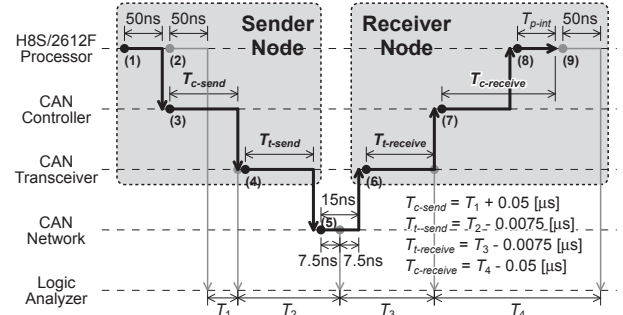 50ns 50ns Sender Node Receiver Node T_p-int 50ns
H8S/2612F Processor
(1) (2) (8) (9)
T_c-send T_c-receive
CAN Controller
(3) (7)
T_t-send T_t-receive
CAN Transceiver
(4) (6)
15ns
T_c-send = T_1 + 0.05 [µs]
(5)
T_t--send = T_2 - 0.0075 [µs]
CAN Network
T_t-receive = T_3 - 0.0075 [µs]
7.5ns 7.5ns
T_c-receive = T_4 - 0.05 [µs]
Logic Analyzer
T_1 T_2 T_3 T_4